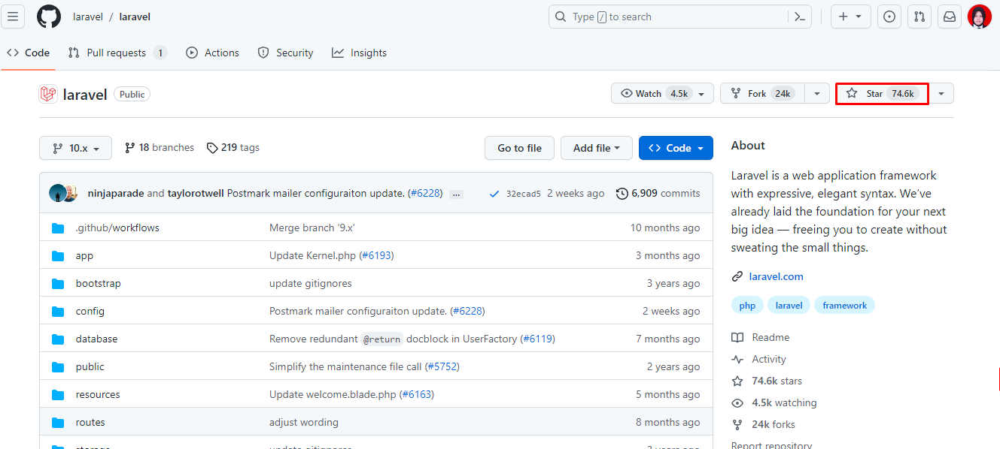 laravel / laravel
Type / to search
Code Pull requests 1 Actions Security Insights
laravel Public
Watch 4.5k Fork 24k Star 74.6k
10.x 18 branches 219 tags Go to file Add file Code
ninjaparade and taylorotwell Postmark mailer configuraiton update. (#6228) ... 32ecad5 2 weeks ago 6,909 commits
.github/workflows Merge branch '9.x' 10 months ago
app Update Kernel.php (#6193) 3 months ago
bootstrap update gitignores 3 years ago
config Postmark mailer configuraiton update. (#6228) 2 weeks ago
database Remove redundant @return docblock in UserFactory (#6119) 7 months ago
public Simplify the maintenance file call (#5752) 2 years ago
resources Update welcome.blade.php (#6163) 5 months ago
routes adjust wording 8 months ago
storage update gitignores 3 years ago
About
Laravel is a web application framework
with expressive, elegant syntax. We’ve
already laid the foundation for your next
big idea — freeing you to create without
sweating the small things.
laravel.com
php laravel framework
Readme
Activity
74.6k stars
4.5k watching
24k forks
Report repository